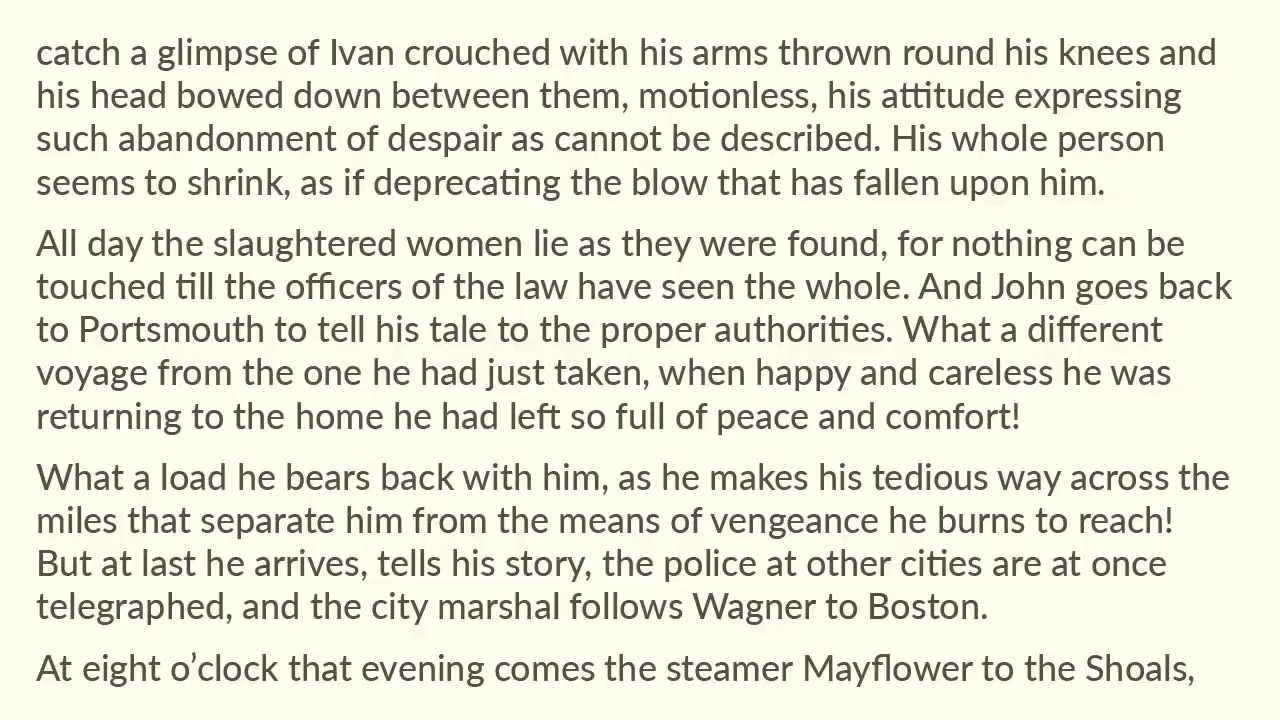 catch a glimpse of Ivan crouched with his arms thrown round his knees and
his head bowed down between them, motionless, his attitude expressing
such abandonment of despair as cannot be described. His whole person
seems to shrink, as if deprecating the blow that has fallen upon him.
All day the slaughtered women lie as they were found, for nothing can be
touched till the officers of the law have seen the whole. And John goes back
to Portsmouth to tell his tale to the proper authorities. What a different
voyage from the one he had just taken, when happy and careless he was
returning to the home he had left so full of peace and comfort!
What a load he bears back with him, as he makes his tedious way across the
miles that separate him from the means of vengeance he burns to reach!
But at last he arrives, tells his story, the police at other cities are at once
telegraphed, and the city marshal follows Wagner to Boston.
At eight o’clock that evening comes the steamer Mayflower to the Shoals,